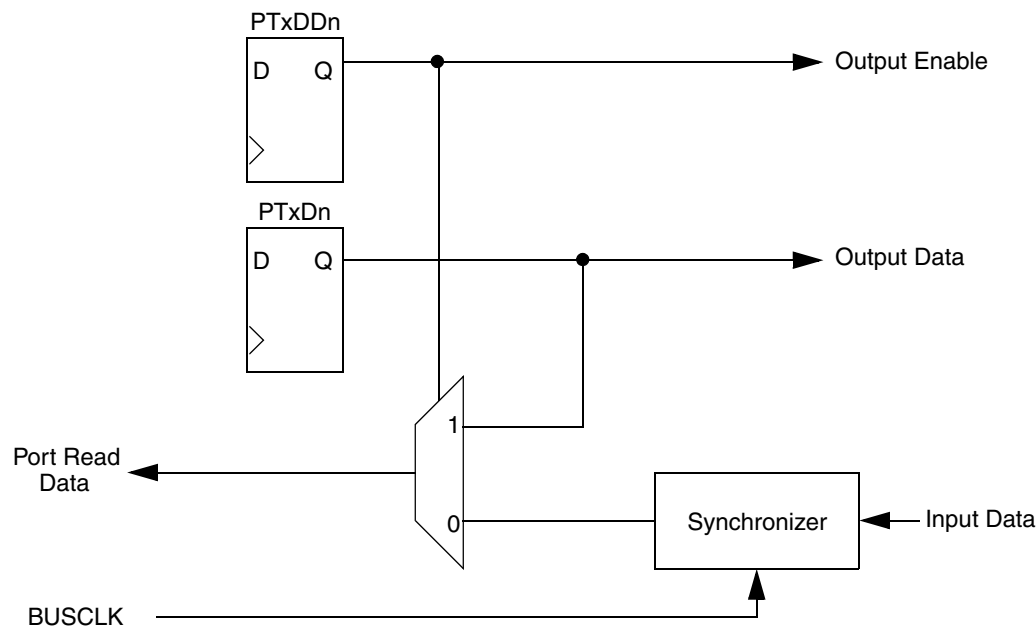 PTxDDn
D Q
Output Enable
PTxDn
D Q
Output Data
1
Port Read
Data
0
Synchronizer
Input Data
BUSCLK